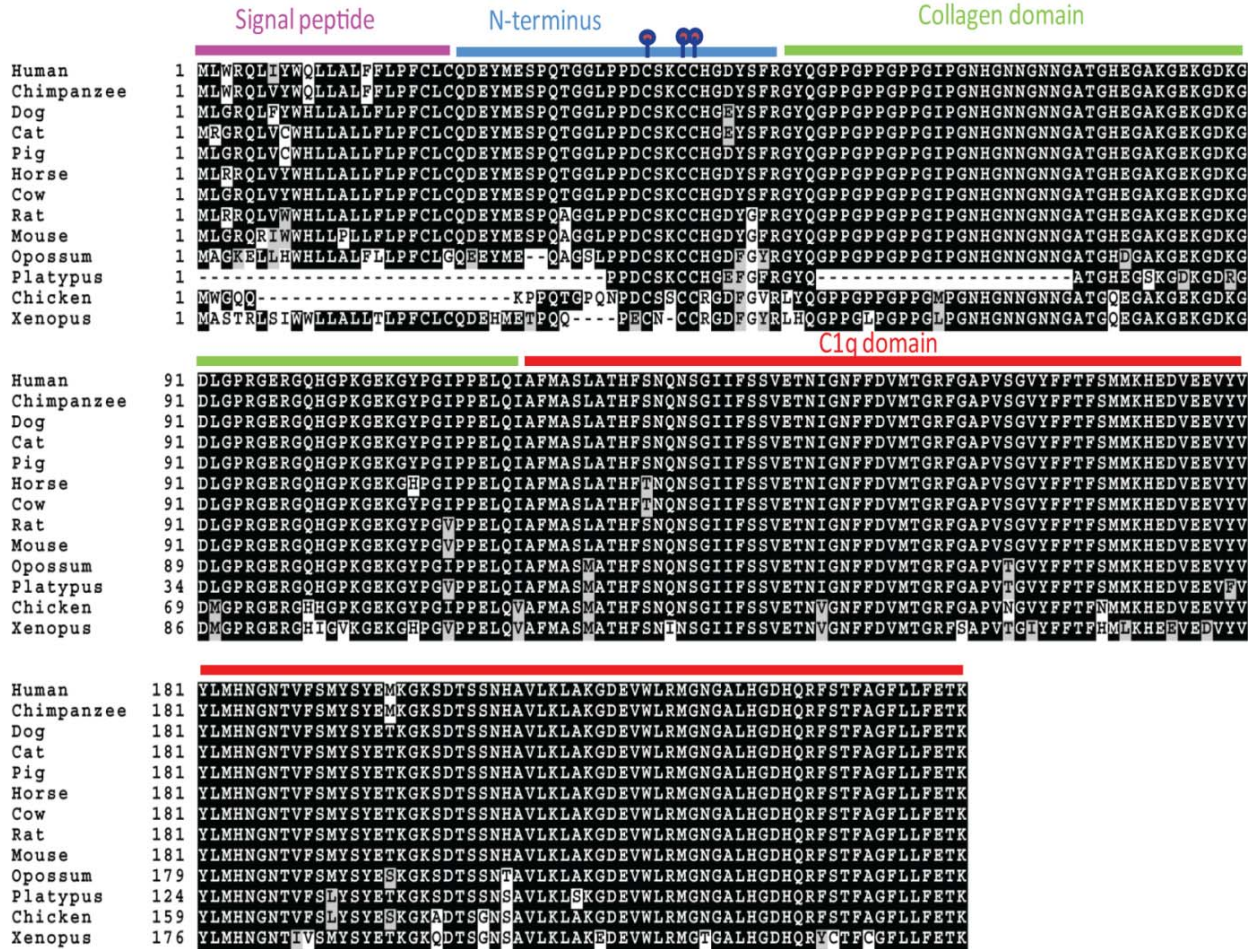 Signal peptide N-terminus Collagen domain
Human 1 MLWRQLIYWQLLALFFLPFCLCQDEYMESPQTGGLPPDCSKCCHGDYSFRGYQGPPGPPGPPGIPGNHGNNGNNGATGHEGAKGEKGDKG
Chimpanzee 1 MLWRQLVYWQLLALFFLPFCLCQDEYMESPQTGGLPPDCSKCCHGDYSFRGYQGPPGPPGPPGIPGNHGNNGNNGATGHEGAKGEKGDKG
Dog 1 MLGRQLFYWHLLALLFLPFCLCQDEYMESPQTGGLPPDCSKCCHGEYSFRGYQGPPGPPGPPGIPGNHGNNGNNGATGHEGAKGEKGDKG
Cat 1 MRGRQLVCWHLLALLFLPFCLCQDEYMESPQTGGLPPDCSKCCHGEYSFRGYQGPPGPPGPPGIPGNHGNNGNNGATGHEGAKGEKGDKG
Pig 1 MLGRQLVCWHLLALLFLPFCLCQDEYMESPQTGGLPPDCSKCCHGDYSFRGYQGPPGPPGPPGIPGNHGNNGNNGATGHEGAKGEKGDKG
Horse 1 MLRRQLVYWHLLALLFLPFCLCQDEYMESPQTGGLPPDCSKCCHGDYSFRGYQGPPGPPGPPGIPGNHGNNGNNGATGHEGAKGEKGDKG
Cow 1 MLGRQLVYWHLLALLFLPFCLCQDEYMESPQTGGLPPDCSKCCHGDYSFRGYQGPPGPPGPPGIPGNHGNNGNNGATGHEGAKGEKGDKG
Rat 1 MLRRQLVWWHLLALLFLPFCLCQDEYMESPQAGGLPPDCSKCCHGDYGFRGYQGPPGPPGPPGIPGNHGNNGNNGATGHEGAKGEKGDKG
Mouse 1 MLGRQRIWWHLLPLLFLPFCLCQDEYMESPQAGGLPPDCSKCCHGDYGFRGYQGPPGPPGPPGIPGNHGNNGNNGATGHEGAKGEKGDKG
Opossum 1 MAGKELLHWHLLALFLLPFCLGQEEYME--QAGSLPPDCSKCCHGDFGYRGYQGPPGPPGPPGIPGNHGNNGNNGATGHDGAKGEKGDKG
Platypus 1 -----------------------------------PPDCSKCCHGEFGFRGYQ----------------------ATGHEGSKGDKGDRG
Chicken 1 MWGQQ----------------------KPPQTGPQNPDCSSCCRGDFGVRLYQGPPGPPGPPGMPGNHGNNGNNGATGQEGAKGEKGDKG
Xenopus 1 MASTRLSIWWLLALLTLPFCLCQDEHMETPQQ----PECN-CCRGDFGYRLHQGPPGLPGPPGLPGNHGNNGNNGATGQEGAKGEKGDKG
C1q domain
Human 91 DLGPRGERGQHGPKGEKGYPGIPPELQIAFMASLATHFSNQNSGIIFSSVETNIGNFFDVMTGRFGAPVSGVYFFTFSMMKHEDVEEVYV
Chimpanzee 91 DLGPRGERGQHGPKGEKGYPGIPPELQIAFMASLATHFSNQNSGIIFSSVETNIGNFFDVMTGRFGAPVSGVYFFTFSMMKHEDVEEVYV
Dog 91 DLGPRGERGQHGPKGEKGYPGIPPELQIAFMASLATHFSNQNSGIIFSSVETNIGNFFDVMTGRFGAPVSGVYFFTFSMMKHEDVEEVYV
Cat 91 DLGPRGERGQHGPKGEKGYPGIPPELQIAFMASLATHFSNQNSGIIFSSVETNIGNFFDVMTGRFGAPVSGVYFFTFSMMKHEDVEEVYV
Pig 91 DLGPRGERGQHGPKGEKGYPGIPPELQIAFMASLATHFSNQNSGIIFSSVETNIGNFFDVMTGRFGAPVSGVYFFTFSMMKHEDVEEVYV
Horse 91 DLGPRGERGQHGPKGEKGHPGIPPELQIAFMASLATHFTNQNSGIIFSSVETNIGNFFDVMTGRFGAPVSGVYFFTFSMMKHEDVEEVYV
Cow 91 DLGPRGERGQHGPKGEKGYPGIPPELQIAFMASLATHFTNQNSGIIFSSVETNIGNFFDVMTGRFGAPVSGVYFFTFSMMKHEDVEEVYV
Rat 91 DLGPRGERGQHGPKGEKGYPGVPPELQIAFMASLATHFSNQNSGIIFSSVETNIGNFFDVMTGRFGAPVSGVYFFTFSMMKHEDVEEVYV
Mouse 91 DLGPRGERGQHGPKGEKGYPGVPPELQIAFMASLATHFSNQNSGIIFSSVETNIGNFFDVMTGRFGAPVSGVYFFTFSMMKHEDVEEVYV
Opossum 89 DLGPRGERGQHGPKGEKGYPGIPPELQIAFMASMATHFSNQNSGIIFSSVETNIGNFFDVMTGRFGAPVTGVYFFTFSMMKHEDVEEVYV
Platypus 34 DLGPRGERGQHGPKGEKGYPGVPPELQIAFMASMATHFSNQNSGIIFSSVETNIGNFFDVMTGRFGAPVTGVYFFTFSMMKHEDVEEVFV
Chicken 69 DMGPRGERGHHGPKGEKGYPGIPPELQVAFMASMATHFSNQNSGIIFSSVETNVGNFFDVMTGRFGAPVNGVYFFTFNMMKHEDVEEVYV
Xenopus 86 DMGPRGERGHIGVKGEKGHPGVPPELQVAFMASMATHFSNINSGIIFSSVETNVGNFFDVMTGRFSAPVTGIYFFTFHMLKHEEVEDVYV
Human 181 YLMHNGNTVFSMYSYEMKGKSDTSSNHAVLKLAKGDEVWLRMGNGALHGDHQRFSTFAGFLLFETK
Chimpanzee 181 YLMHNGNTVFSMYSYEMKGKSDTSSNHAVLKLAKGDEVWLRMGNGALHGDHQRFSTFAGFLLFETK
Dog 181 YLMHNGNTVFSMYSYETKGKSDTSSNHAVLKLAKGDEVWLRMGNGALHGDHQRFSTFAGFLLFETK
Cat 181 YLMHNGNTVFSMYSYETKGKSDTSSNHAVLKLAKGDEVWLRMGNGALHGDHQRFSTFAGFLLFETK
Pig 181 YLMHNGNTVFSMYSYETKGKSDTSSNHAVLKLAKGDEVWLRMGNGALHGDHQRFSTFAGFLLFETK
Horse 181 YLMHNGNTVFSMYSYETKGKSDTSSNHAVLKLAKGDEVWLRMGNGALHGDHQRFSTFAGFLLFETK
Cow 181 YLMHNGNTVFSMYSYETKGKSDTSSNHAVLKLAKGDEVWLRMGNGALHGDHQRFSTFAGFLLFETK
Rat 181 YLMHNGNTVFSMYSYETKGKSDTSSNHAVLKLAKGDEVWLRMGNGALHGDHQRFSTFAGFLLFETK
Mouse 181 YLMHNGNTVFSMYSYETKGKSDTSSNHAVLKLAKGDEVWLRMGNGALHGDHQRFSTFAGFLLFETK
Opossum 179 YLMHNGNTVFSMYSYESKGKSDTSSNTAVLKLAKGDEVWLRMGNGALHGDHQRFSTFAGFLLFETK
Platypus 124 YLMHNGNTVFSLYSYETKGKSDTSSNSAVLKLSKGDEVWLRMGNGALHGDHQRFSTFAGFLLFETK
Chicken 159 YLMHNGNTVFSLYSYESKGKADTSGNSAVLKLAKGDEVWLRMGNGALHGDHQRFSTFAGFLLFETK
Xenopus 176 YLMHNGNTIVSMYSYETKGKQDTSGNSAVLKLAKEDEVWLRMGTGALHGDHQRYCTFCGFLLFETK